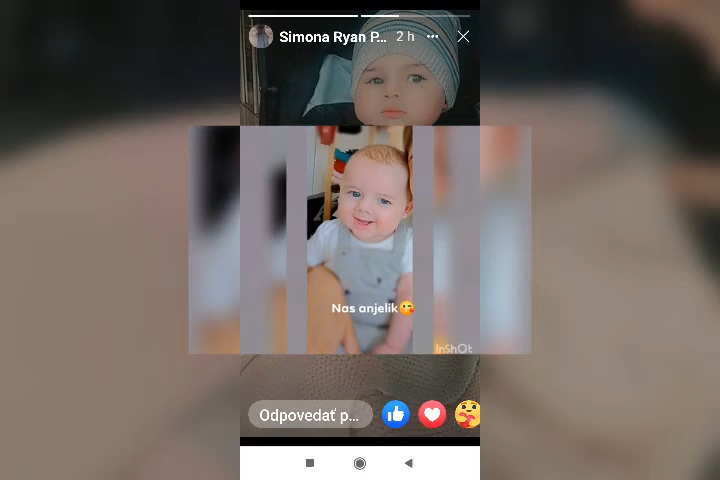 Simona Ryan P... 2 h
Nas anjelik😘
InShOt
Odpovedať p...